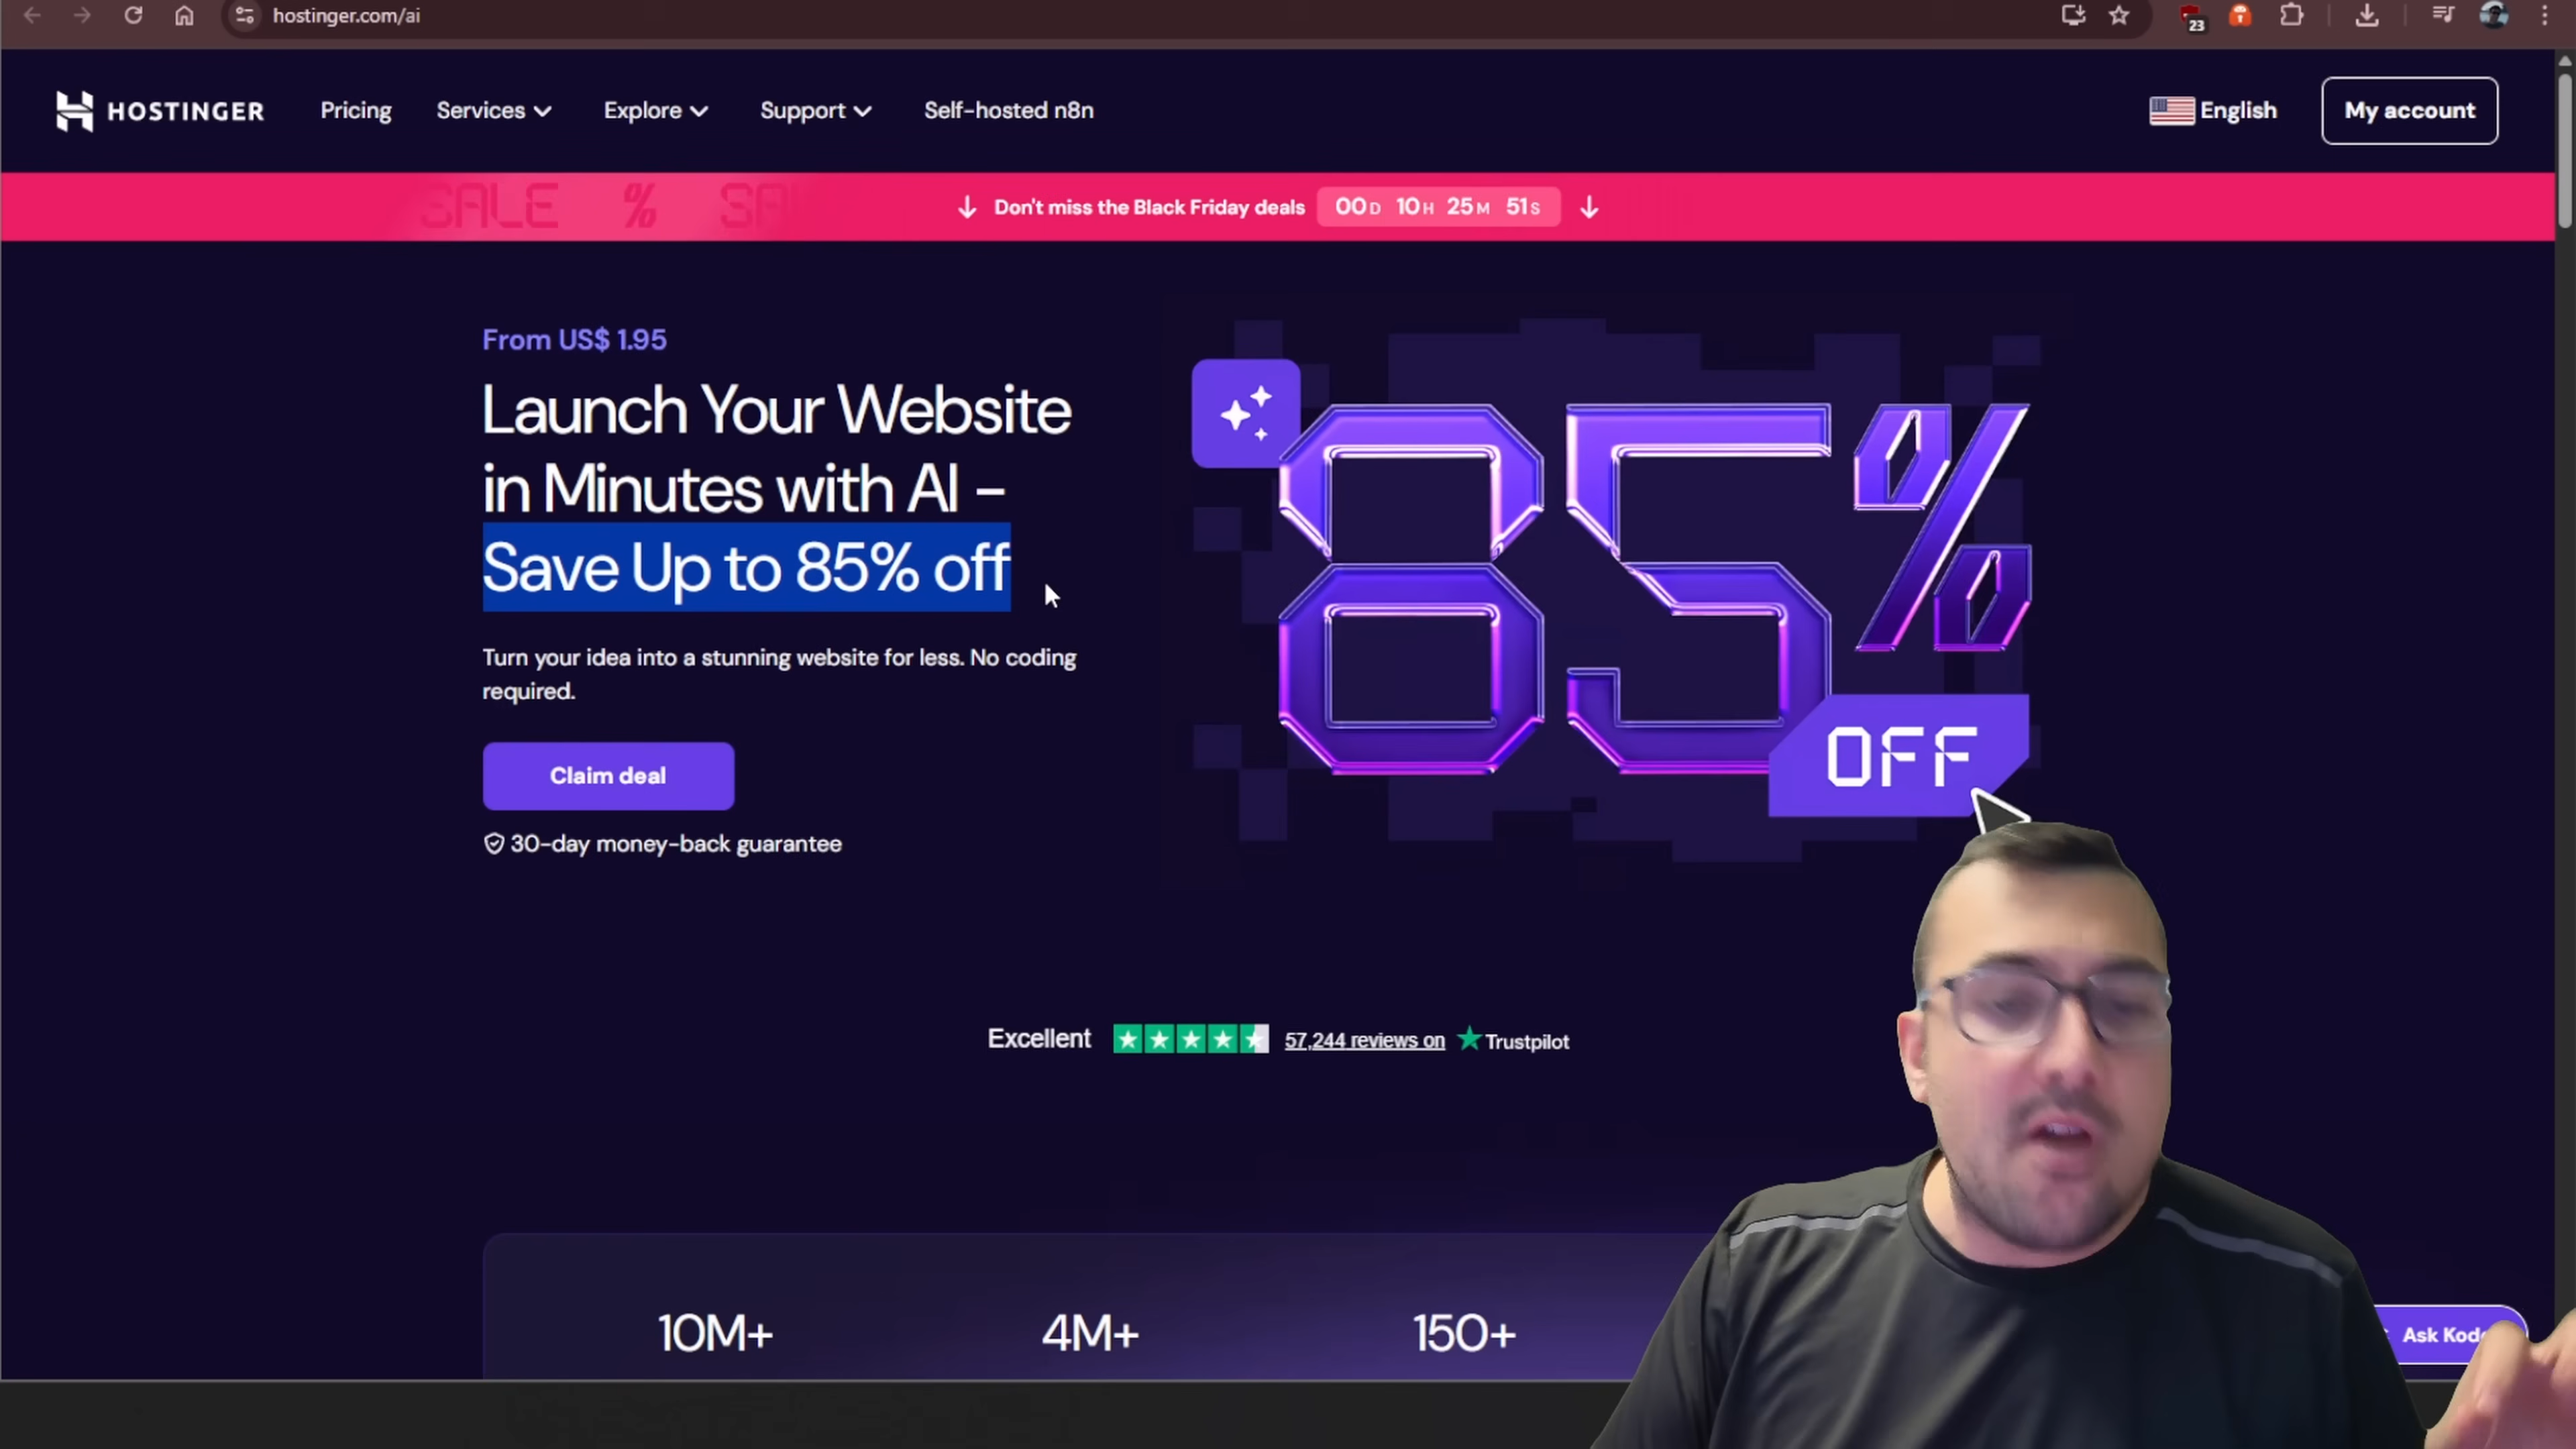 hostinger.com/ai
23
HOSTINGER Pricing Services Explore Support Self-hosted n8n English My account
SALE % SA Don't miss the Black Friday deals 00D 10H 25M 51S
From US$ 1.95
Launch Your Website
in Minutes with AI -
Save Up to 85% off
Turn your idea into a stunning website for less. No coding
required.
Claim deal
30-day money-back guarantee
85%
OFF
Excellent 57,244 reviews on Trustpilot
10M+ 4M+ 150+
Ask